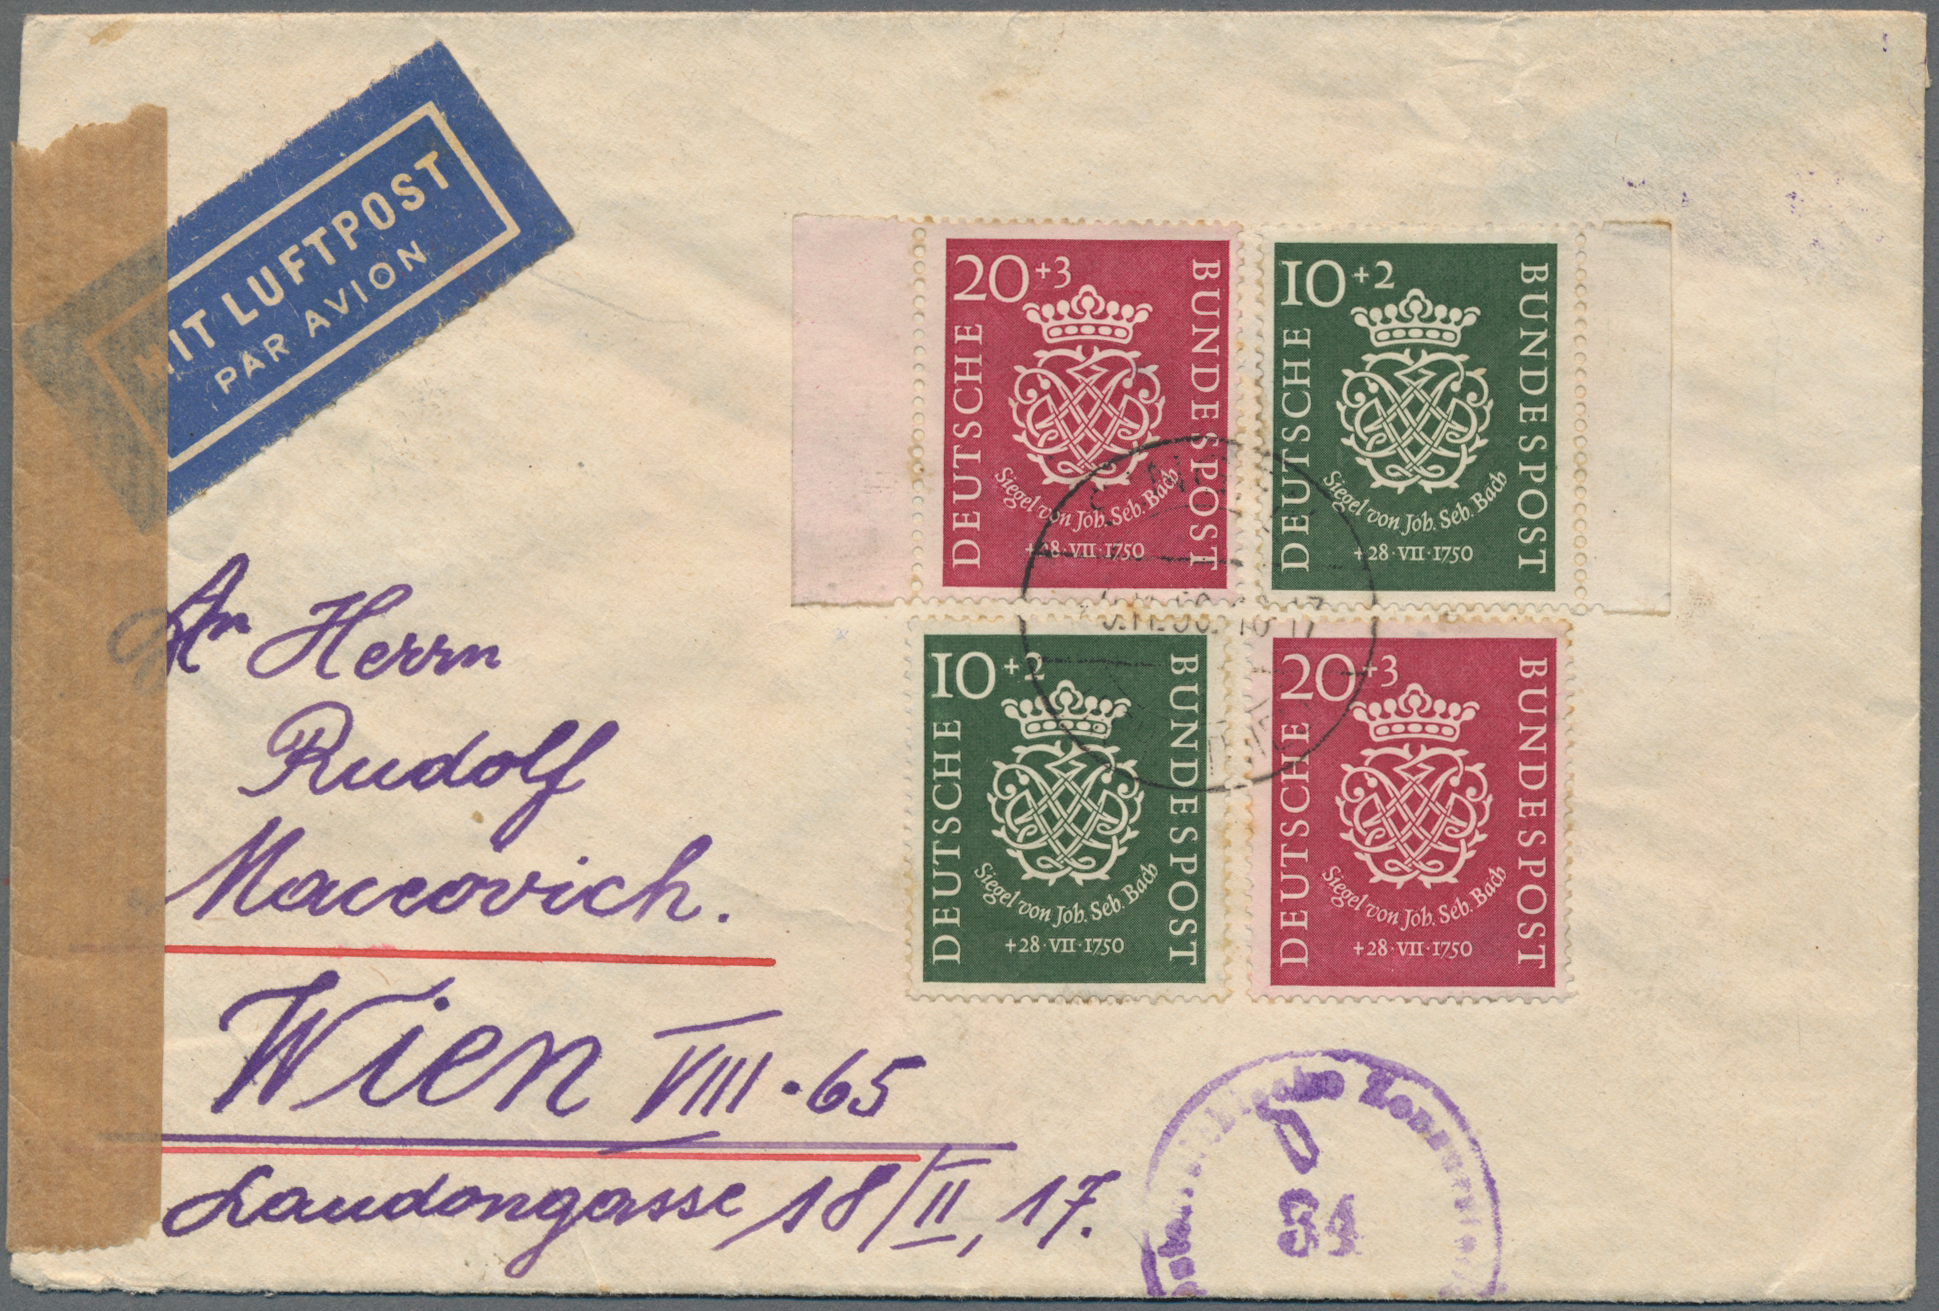 MIT LUFTPOST
PAR AVION
20+3
DEUTSCHE
BUNDESPOST
Siegel von Joh. Seb. Bach
+28·VII·1750
10+2
DEUTSCHE
BUNDESPOST
Siegel von Joh. Seb. Bach
+28·VII·1750
10+2
DEUTSCHE
BUNDESPOST
Siegel von Joh. Seb. Bach
+28·VII·1750
20+3
DEUTSCHE
BUNDESPOST
Siegel von Joh. Seb. Bach
+28·VII·1750
An Herrn
Rudolf
Maccovich.
Wien VIII·65
Laudongasse 18/II, 17.
34